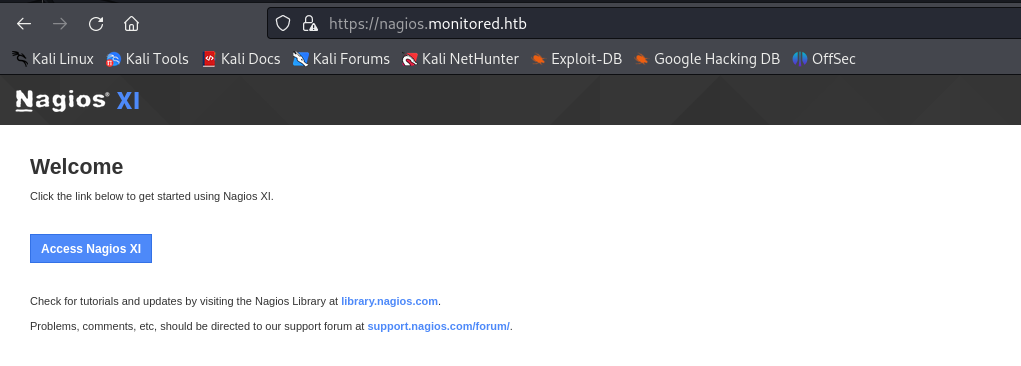 https://nagios.monitored.htb
Kali Linux Kali Tools Kali Docs Kali Forums Kali NetHunter Exploit-DB Google Hacking DB OffSec
Nagios® XI
Welcome
Click the link below to get started using Nagios XI.
Access Nagios XI
Check for tutorials and updates by visiting the Nagios Library at library.nagios.com.
Problems, comments, etc, should be directed to our support forum at support.nagios.com/forum/.